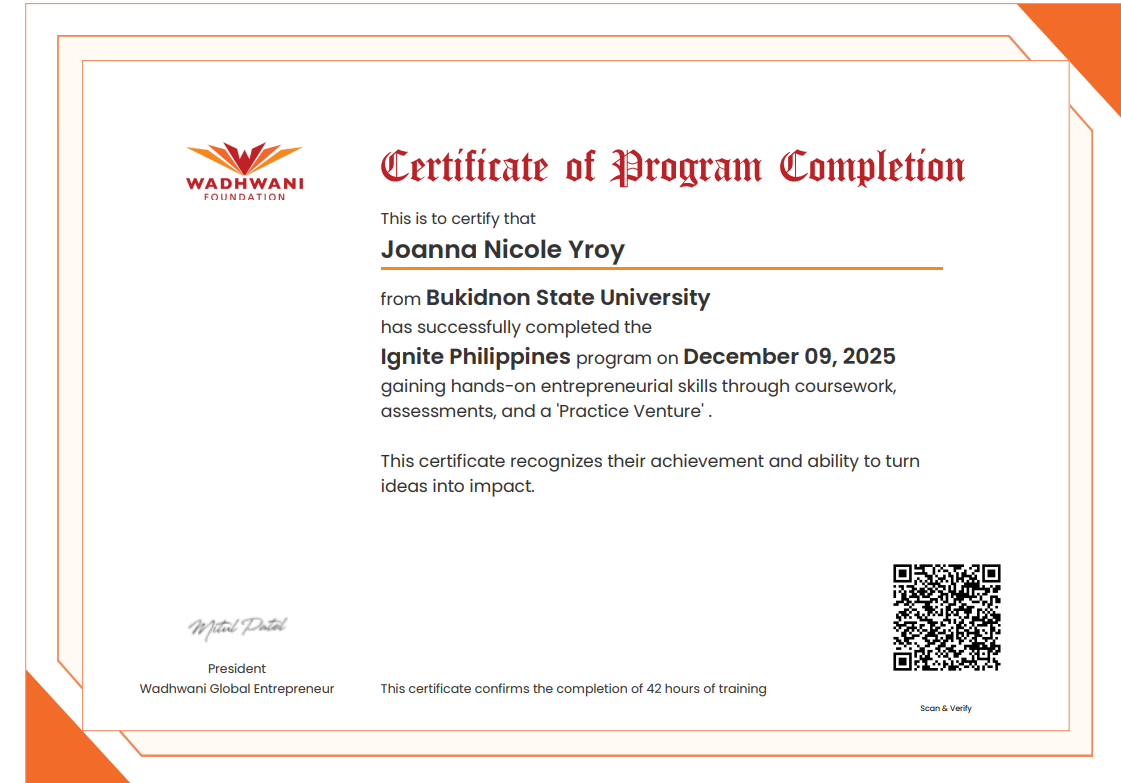 WADHWANI
FOUNDATION
Certificate of Program Completion
This is to certify that
Joanna Nicole Yroy
from Bukidnon State University
has successfully completed the
Ignite Philippines program on December 09, 2025
gaining hands-on entrepreneurial skills through coursework,
assessments, and a 'Practice Venture' .
This certificate recognizes their achievement and ability to turn
ideas into impact.
Mitul Patel
President
Wadhwani Global Entrepreneur
This certificate confirms the completion of 42 hours of training
Scan & Verify